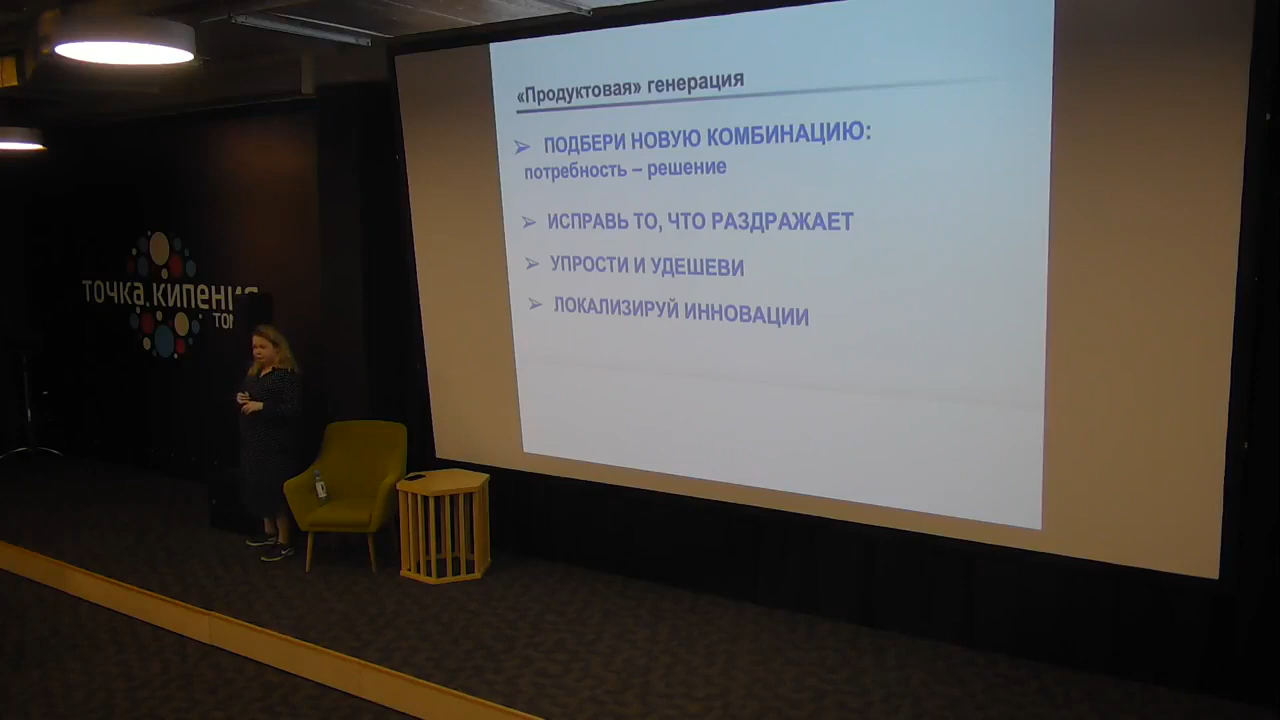 «Продуктовая» генерация
➢ ПОДБЕРИ НОВУЮ КОМБИНАЦИЮ:
потребность – решение
➢ ИСПРАВЬ ТО, ЧТО РАЗДРАЖАЕТ
➢ УПРОСТИ И УДЕШЕВИ
➢ ЛОКАЛИЗИРУЙ ИННОВАЦИИ
точка кипения